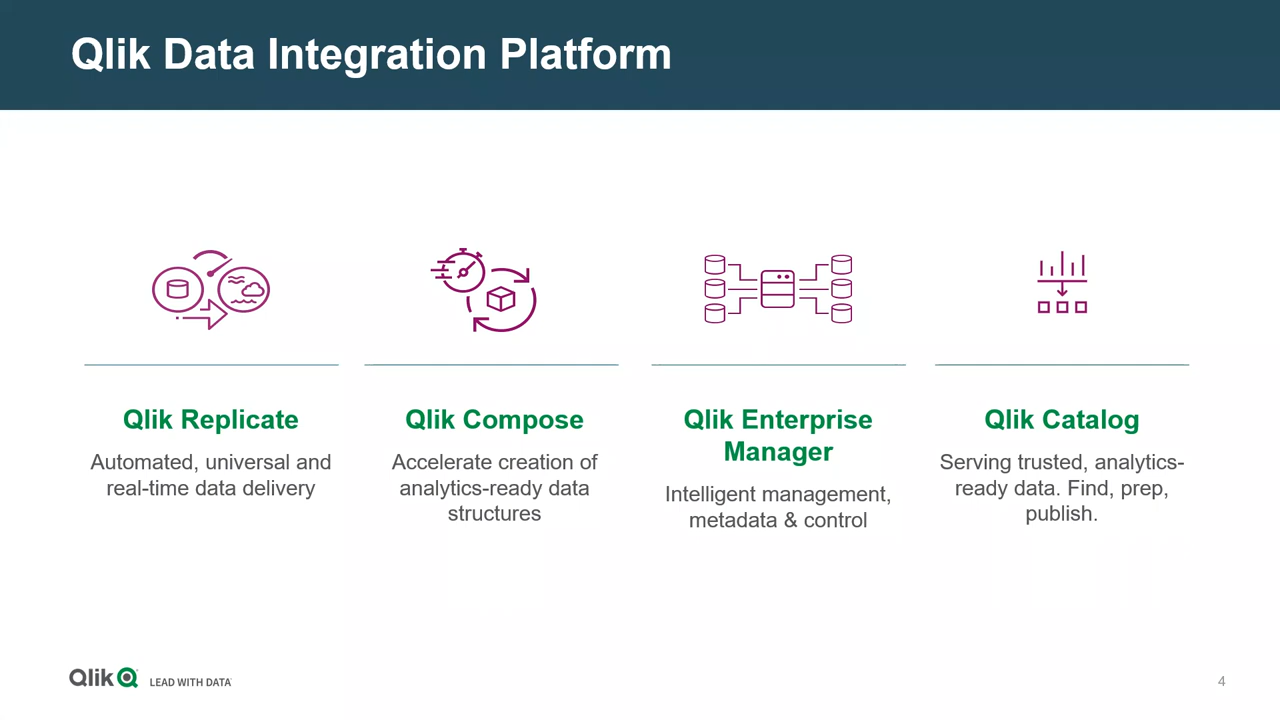 Qlik Data Integration Platform
Qlik Replicate
Automated, universal and
real-time data delivery
Qlik Compose
Accelerate creation of
analytics-ready data
structures
Qlik Enterprise
Manager
Intelligent management,
metadata & control
Qlik Catalog
Serving trusted, analytics-
ready data. Find, prep,
publish.
Qlik LEAD WITH DATA
4